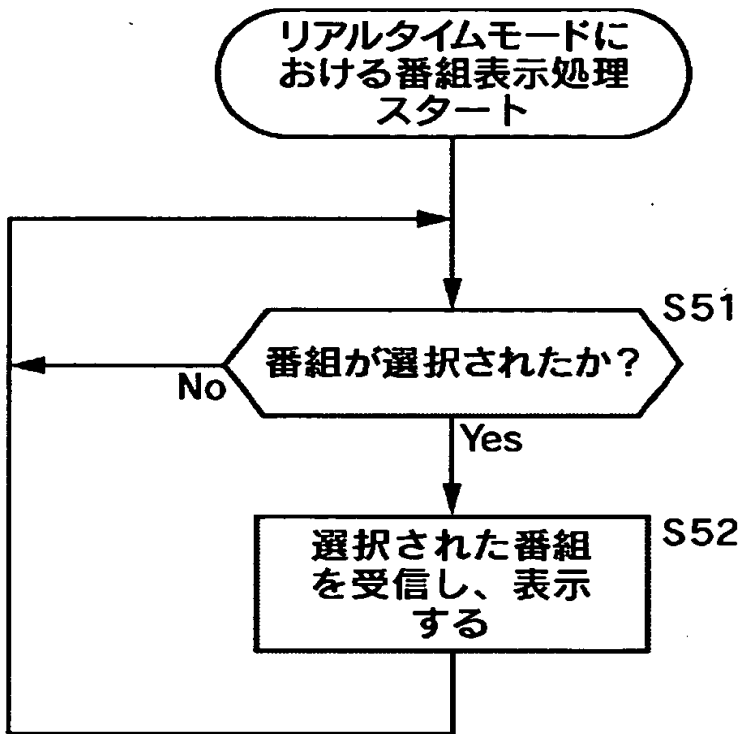 リアルタイムモードに
おける番組表示処理
スタート
S51
番組が選択されたか?
No
Yes
S52
選択された番組
を受信し、表示
する